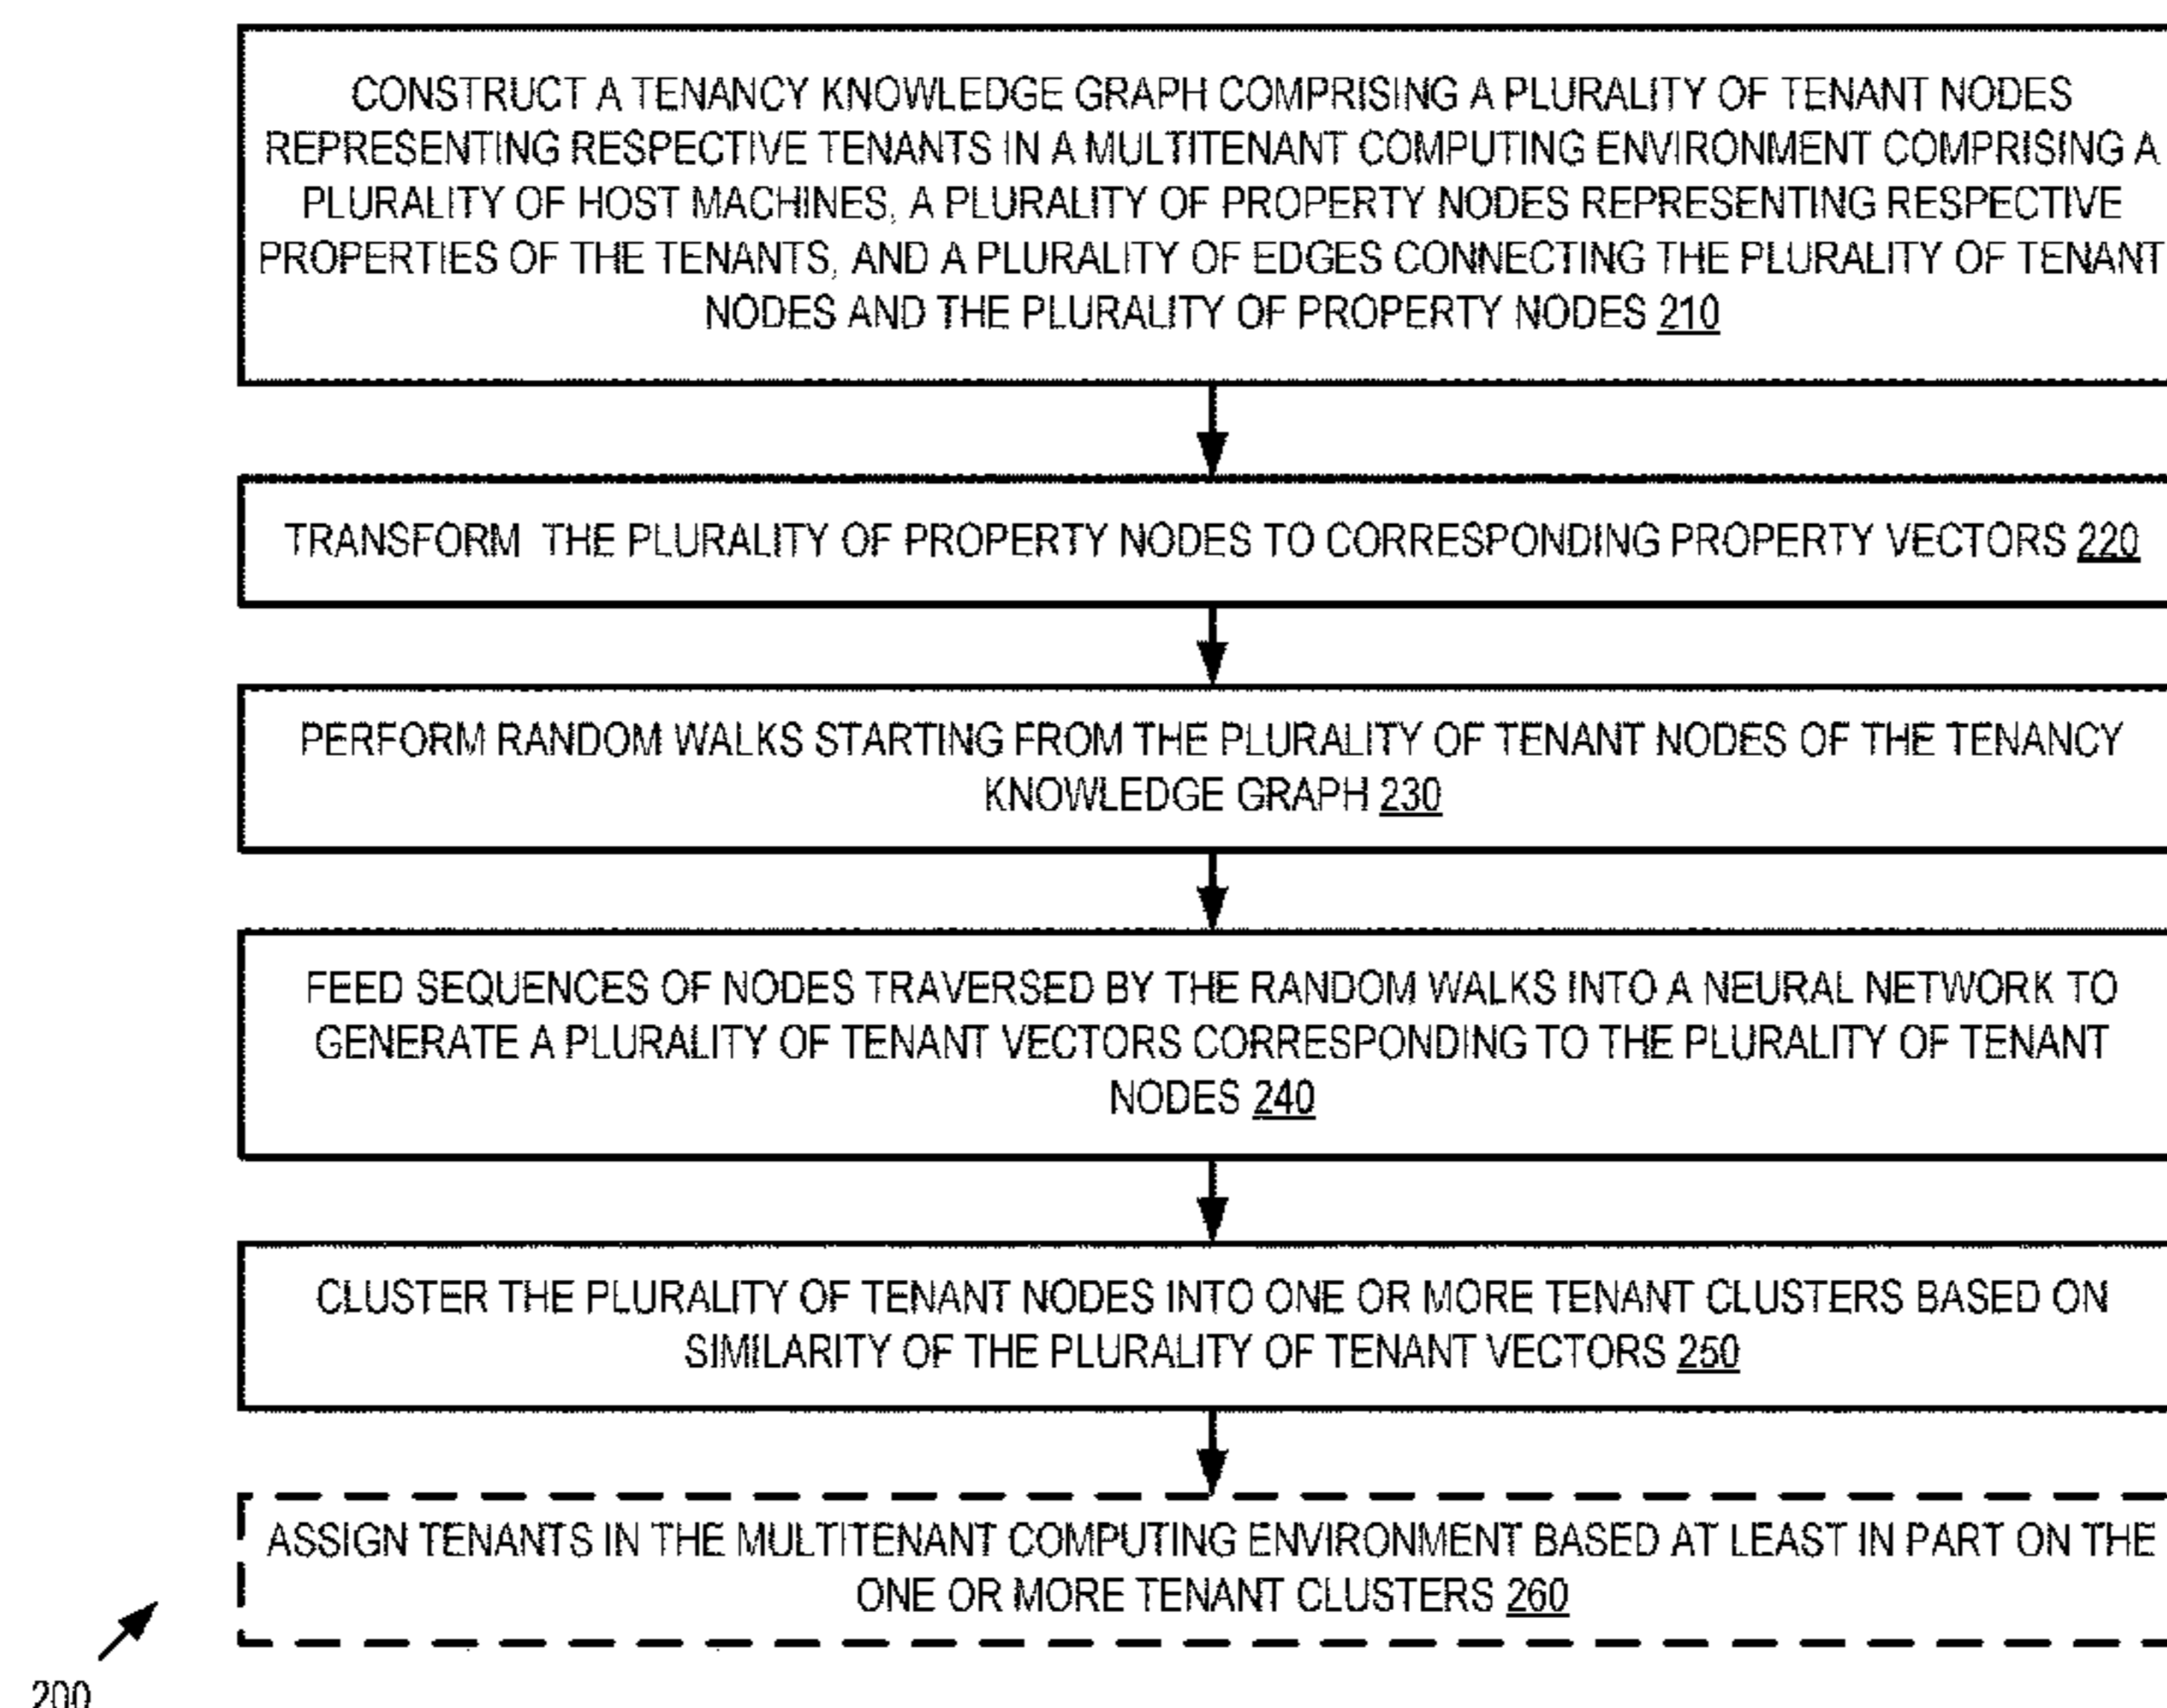 CONSTRUCT A TENANCY KNOWLEDGE GRAPH COMPRISING A PLURALITY OF TENANT NODES
REPRESENTING RESPECTIVE TENANTS IN A MULTITENANT COMPUTING ENVIRONMENT COMPRISING A
PLURALITY OF HOST MACHINES, A PLURALITY OF PROPERTY NODES REPRESENTING RESPECTIVE
PROPERTIES OF THE TENANTS, AND A PLURALITY OF EDGES CONNECTING THE PLURALITY OF TENANT
NODES AND THE PLURALITY OF PROPERTY NODES 210
TRANSFORM THE PLURALITY OF PROPERTY NODES TO CORRESPONDING PROPERTY VECTORS 220
PERFORM RANDOM WALKS STARTING FROM THE PLURALITY OF TENANT NODES OF THE TENANCY
KNOWLEDGE GRAPH 230
FEED SEQUENCES OF NODES TRAVERSED BY THE RANDOM WALKS INTO A NEURAL NETWORK TO
GENERATE A PLURALITY OF TENANT VECTORS CORRESPONDING TO THE PLURALITY OF TENANT
NODES 240
CLUSTER THE PLURALITY OF TENANT NODES INTO ONE OR MORE TENANT CLUSTERS BASED ON
SIMILARITY OF THE PLURALITY OF TENANT VECTORS 250
ASSIGN TENANTS IN THE MULTITENANT COMPUTING ENVIRONMENT BASED AT LEAST IN PART ON THE
ONE OR MORE TENANT CLUSTERS 260
200